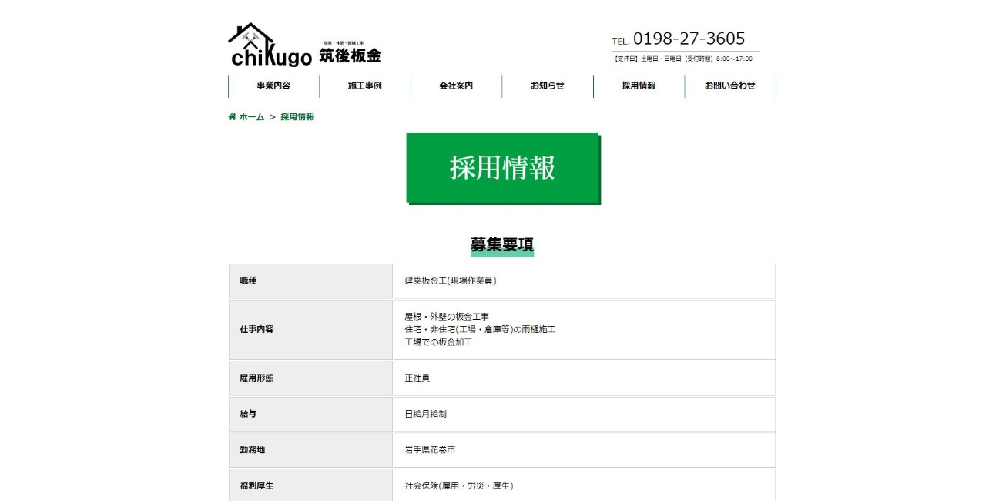 chikugo
屋根・外壁・雨樋工事
筑後板金
TEL. 0198-27-3605
【定休日】土曜日・日曜日【受付時間】8:00～17:00
事業内容
施工事例
会社案内
お知らせ
採用情報
お問い合わせ
ホーム > 採用情報
採用情報
募集要項
職種
建築板金工(現場作業員)
仕事内容
屋根・外壁の板金工事
住宅・非住宅(工場・倉庫等)の雨樋施工
工場での板金加工
雇用形態
正社員
給与
日給月給制
勤務地
岩手県花巻市
福利厚生
社会保険(雇用・労災・厚生)